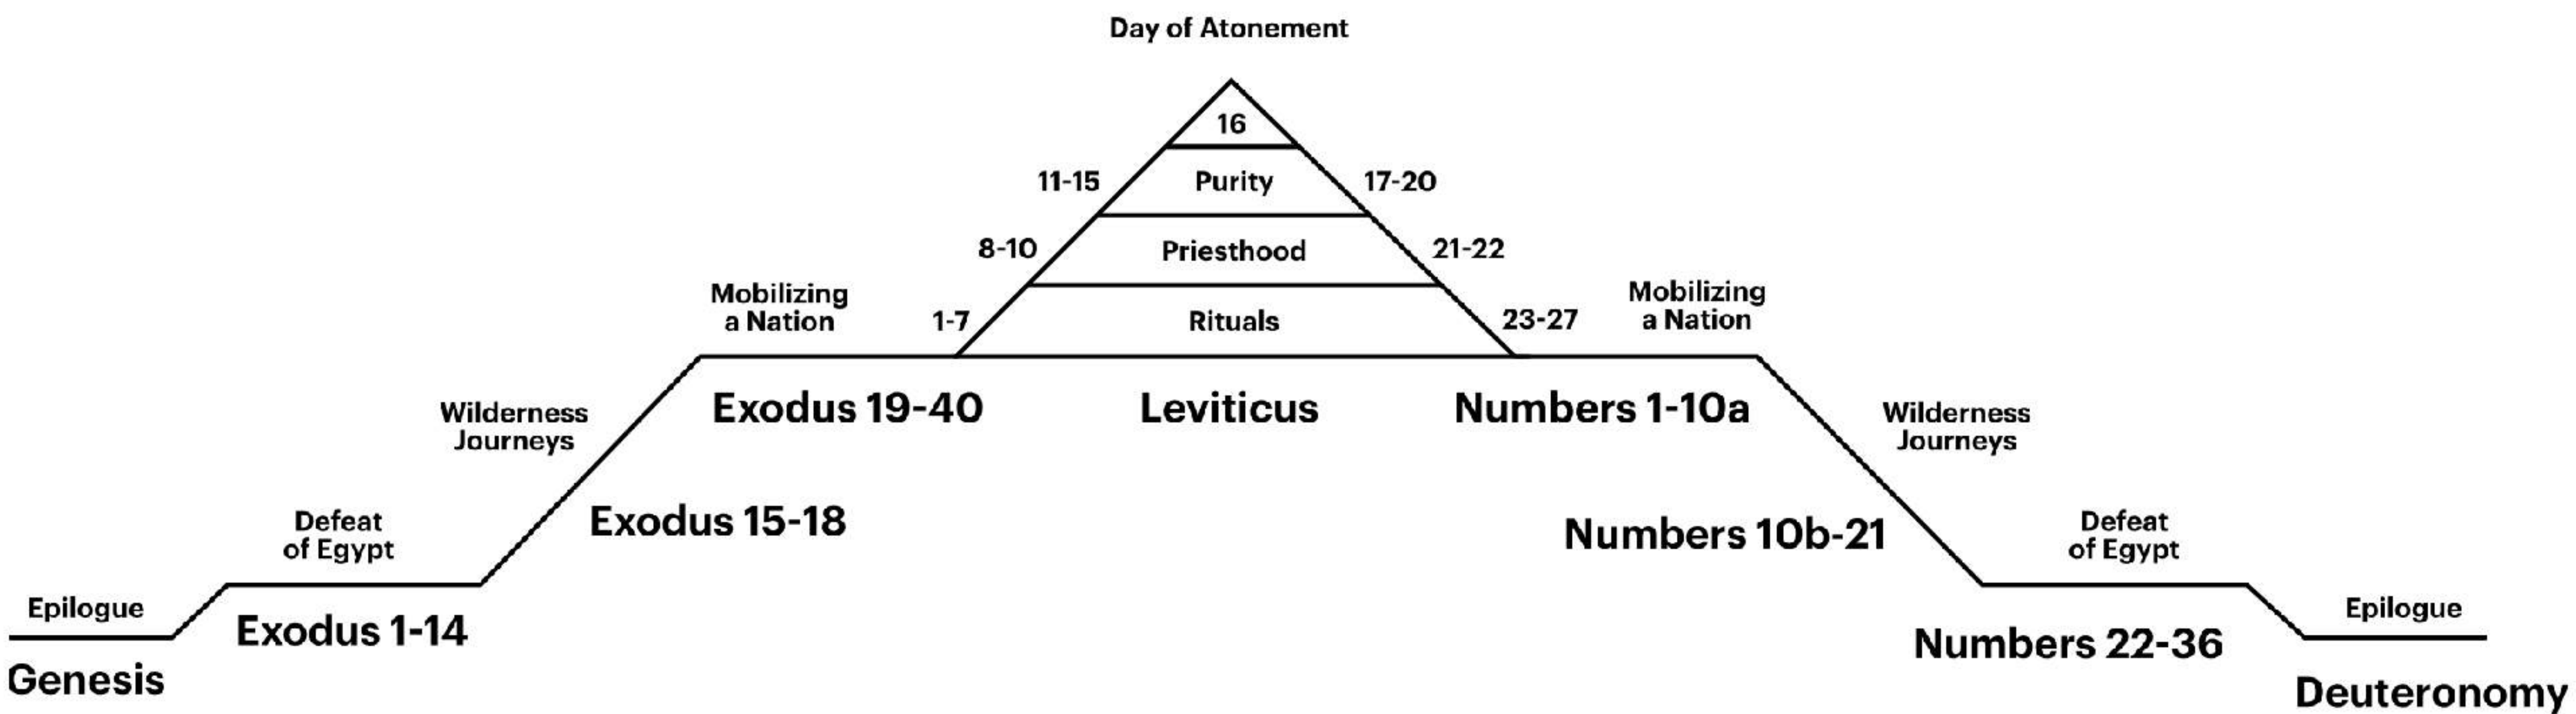 Day of Atonement
16
11-15
Purity
17-20
8-10
Priesthood
21-22
Mobilizing
a Nation
1-7
Rituals
23-27
Mobilizing
a Nation
Exodus 19-40
Leviticus
Numbers 1-10a
Wilderness
Journeys
Wilderness
Journeys
Exodus 15-18
Numbers 10b-21
Defeat
of Egypt
Defeat
of Egypt
Epilogue
Exodus 1-14
Numbers 22-36
Epilogue
Genesis
Deuteronomy